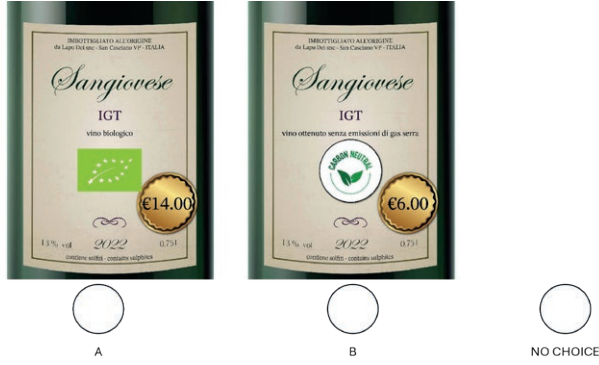 IMBOTTIGLIATO ALL'ORIGINE
da Lapo Dei snc - San Casciano VP - ITALIA
Sangiovese
IGT
vino biologico
€14.00
13% vol 2022 0,75 l
contiene solfiti - contains sulphites
IMBOTTIGLIATO ALL'ORIGINE
da Lapo Dei snc - San Casciano VP - ITALIA
Sangiovese
IGT
vino ottenuto senza emissioni di gas serra
CARBON NEUTRAL
€6.00
13% vol 2022 0,75 l
contiene solfiti - contains sulphites
A
B
NO CHOICE